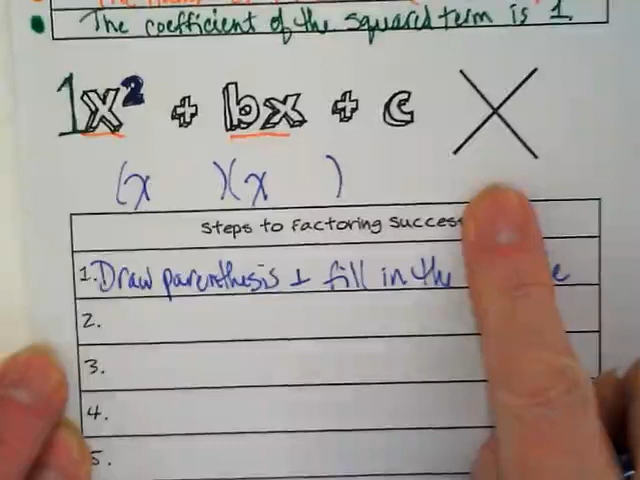 The coefficient of the squared term is 1.
1x² + bx + c
(x )(x )
Steps to Factoring
1. Draw parenthesis + fill in the
2.
3.
4.
5.